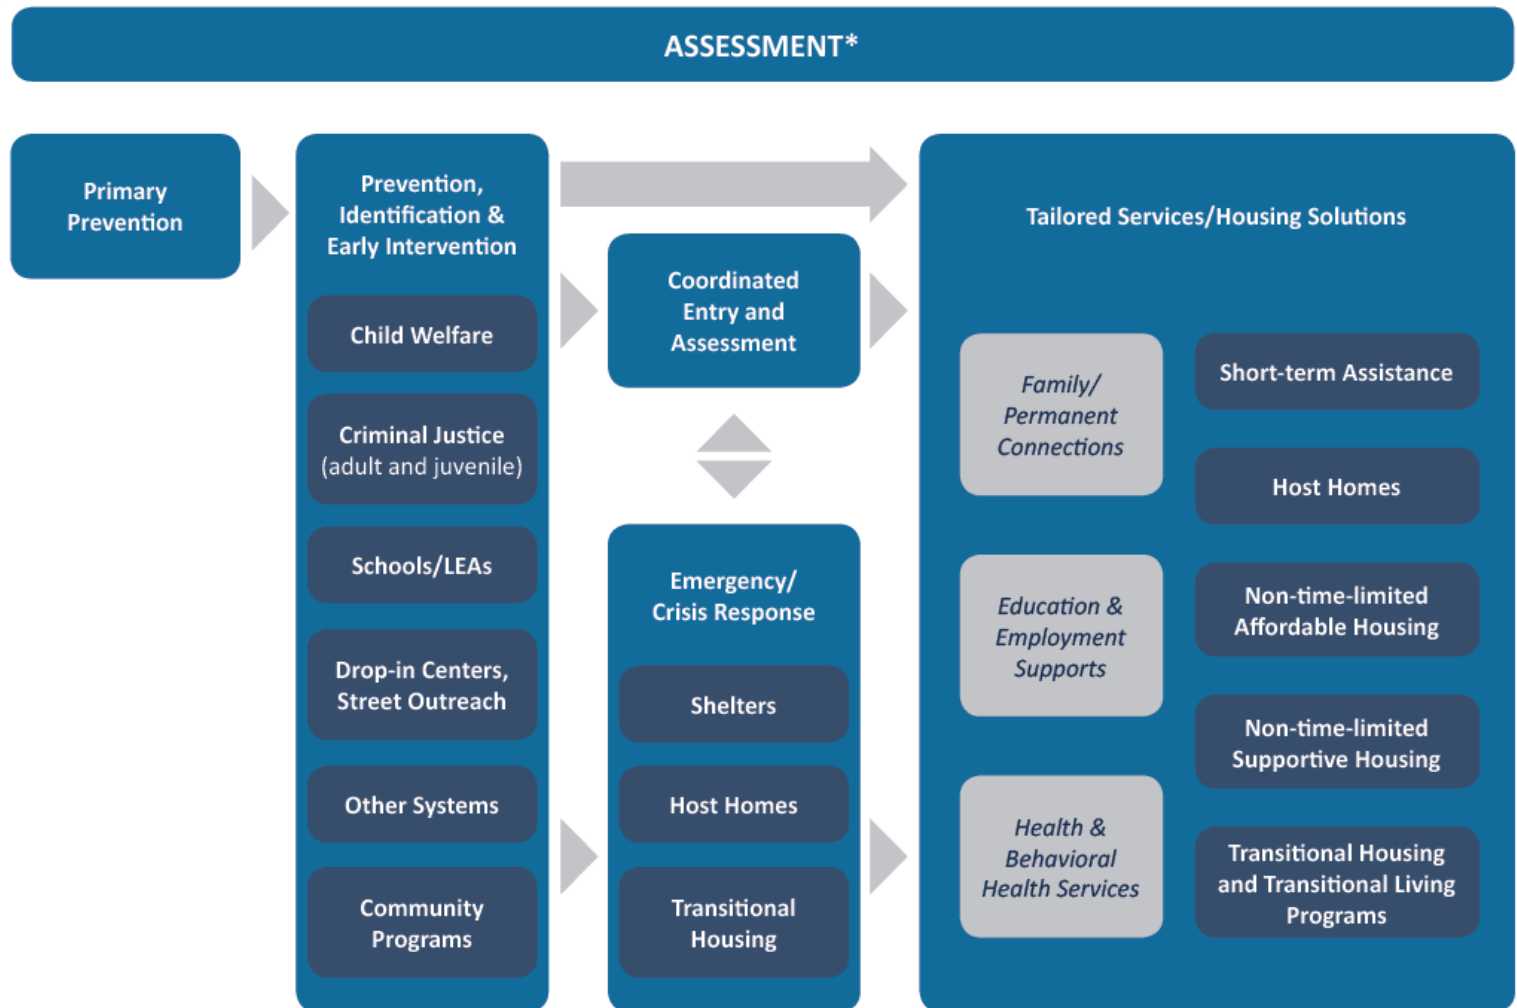 ASSESSMENT*
Primary
Prevention
Prevention,
Identification &
Early Intervention
Child Welfare
Criminal Justice
(adult and juvenile)
Schools/LEAs
Drop-in Centers,
Street Outreach
Other Systems
Community
Programs
Coordinated
Entry and
Assessment
Emergency/
Crisis Response
Shelters
Host Homes
Transitional
Housing
Tailored Services/Housing Solutions
Family/
Permanent
Connections
Education &
Employment
Supports
Health &
Behavioral
Health Services
Short-term Assistance
Host Homes
Non-time-limited
Affordable Housing
Non-time-limited
Supportive Housing
Transitional Housing
and Transitional Living
Programs